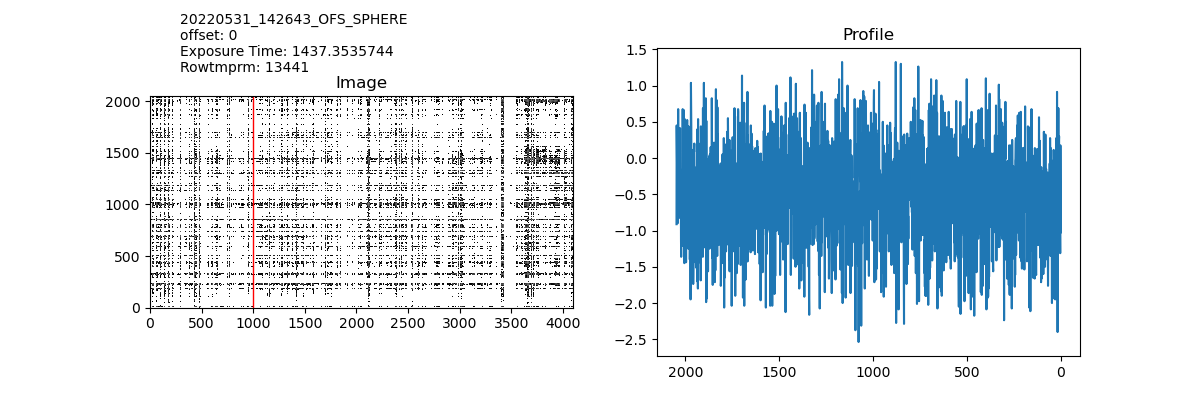 20220531_142643_OFS_SPHERE
offset: 0
Exposure Time: 1437.3535744
Rowtmprm: 13441
Image
2000
1500
1000
500
0
0 500 1000 1500 2000 2500 3000 3500 4000
Profile
1.5
1.0
0.5
0.0
−0.5
−1.0
−1.5
−2.0
−2.5
2000 1500 1000 500 0